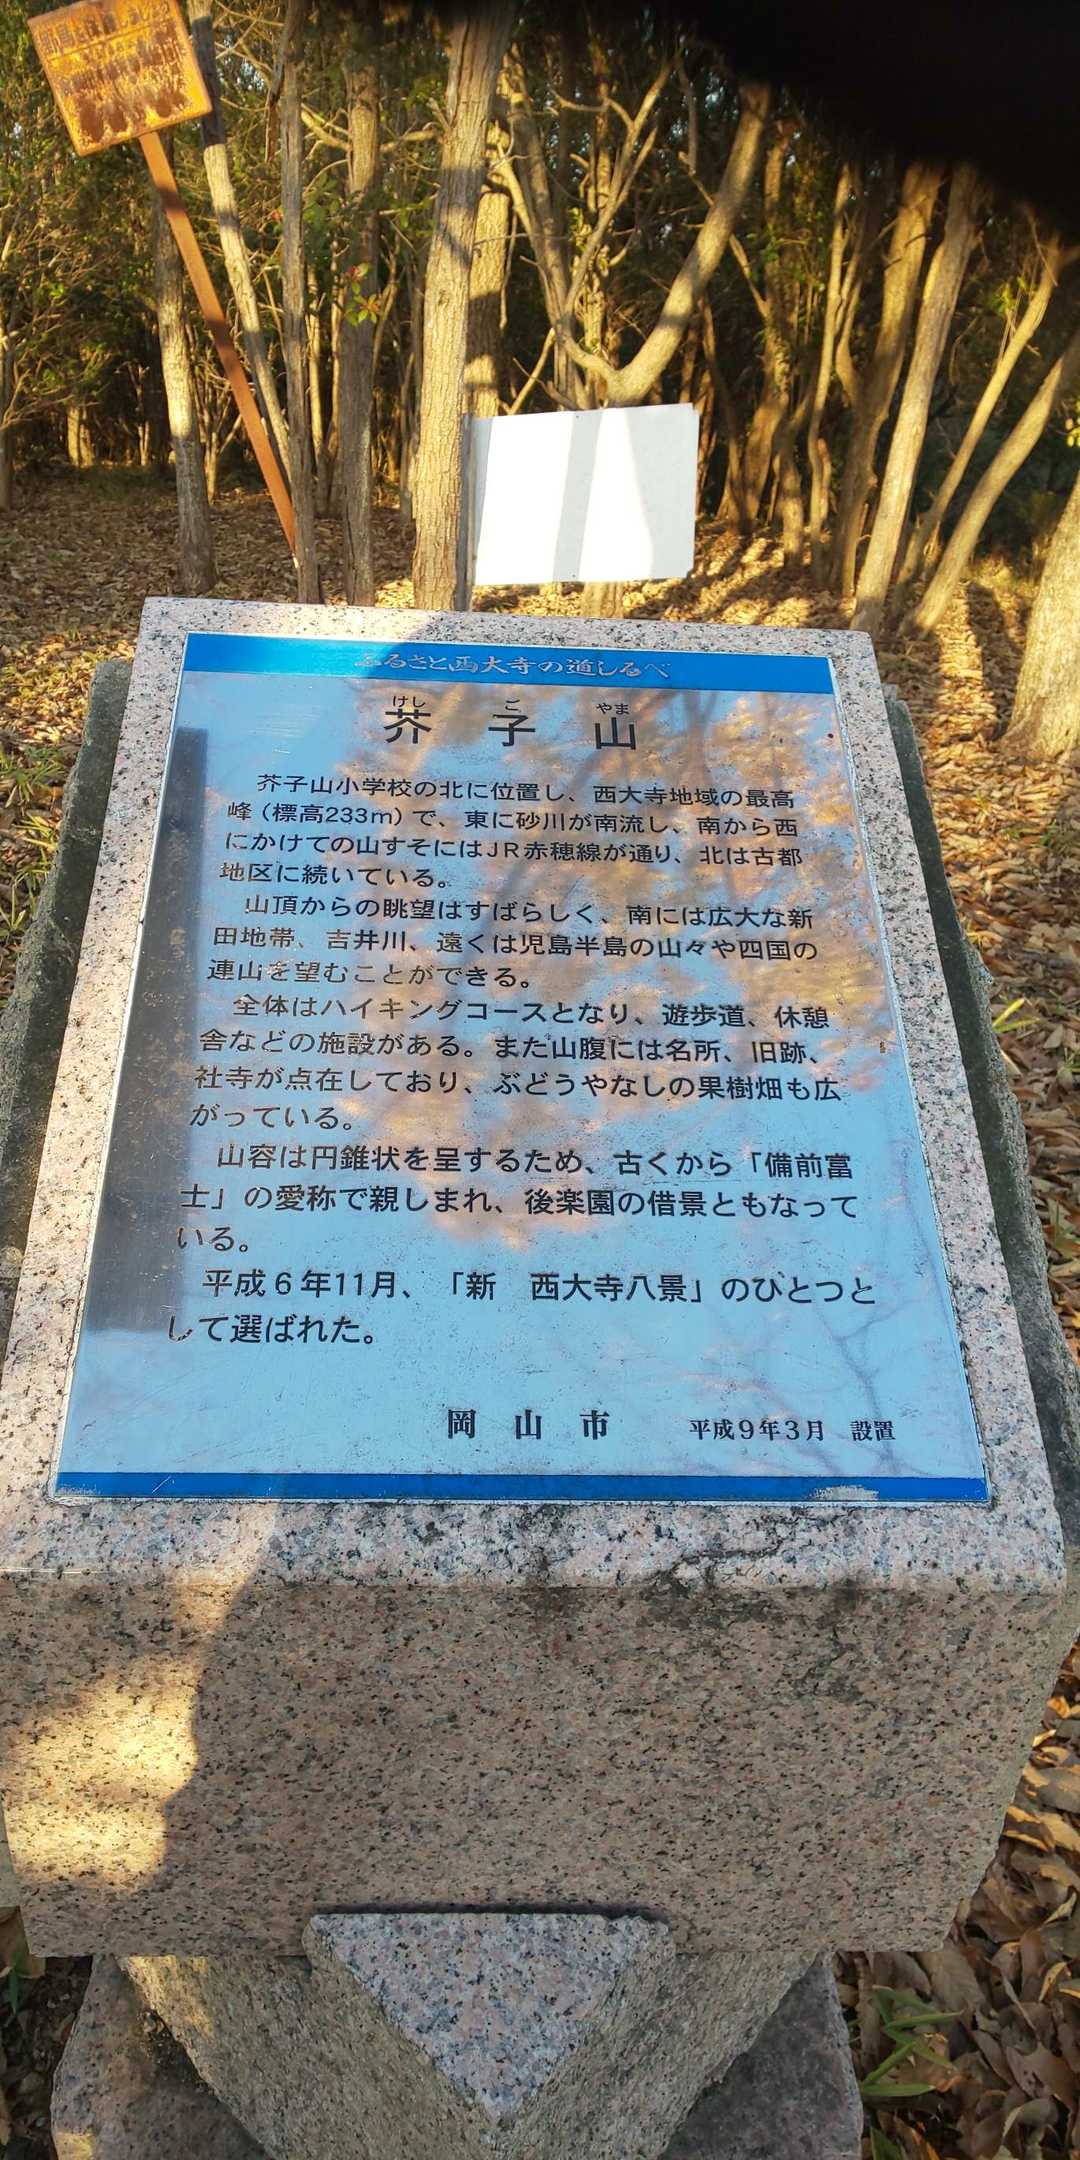 ふるさと西大寺の道しるべ
けし ご やま
芥子山
芥子山小学校の北に位置し、西大寺地域の最高
峰(標高233m)で、東に砂川が南流し、南から西
にかけての山すそにはJR赤穂線が通り、北は古都
地区に続いている。
山頂からの眺望はすばらしく、南には広大な新
田地帯、吉井川、遠くは児島半島の山々や四国の
連山を望むことができる。
全体はハイキングコースとなり、遊歩道、休憩
舎などの施設がある。また山腹には名所、旧跡、
社寺が点在しており、ぶどうやなしの果樹畑も広
がっている。
山容は円錐状を呈するため、古くから「備前富
士」の愛称で親しまれ、後楽園の借景ともなって
いる。
平成6年11月、「新 西大寺八景」のひとつと
して選ばれた。
岡山市 平成9年3月 設置